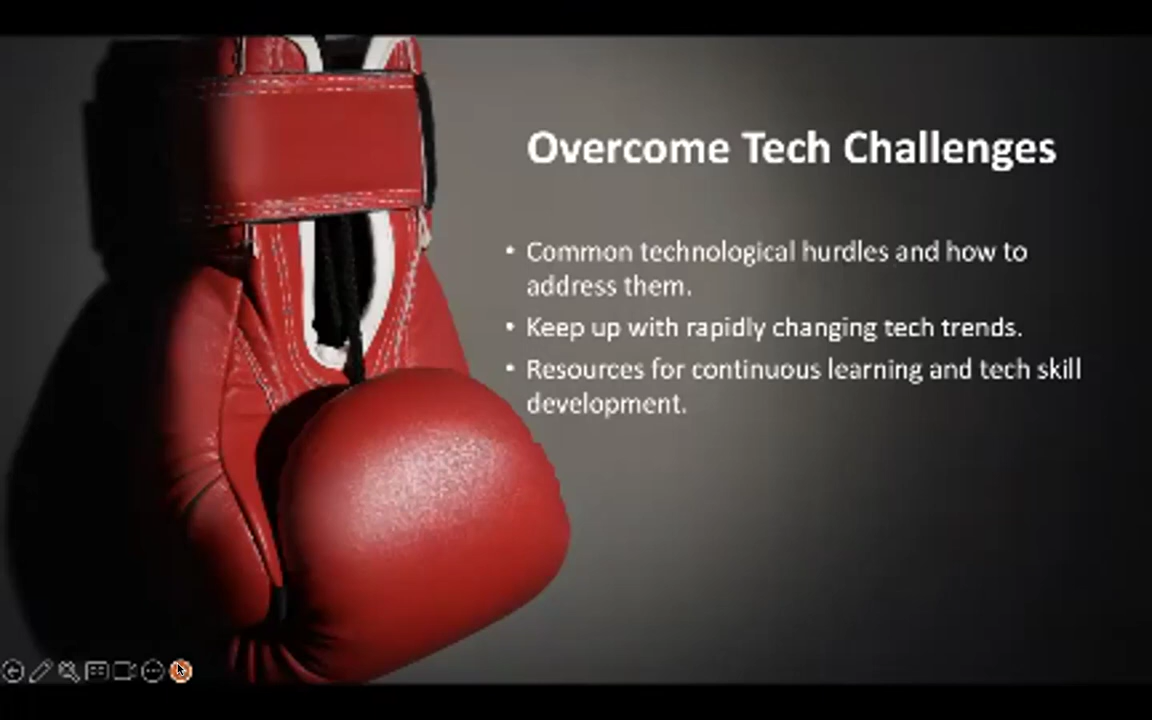 Overcome Tech Challenges
• Common technological hurdles and how to
address them.
• Keep up with rapidly changing tech trends.
• Resources for continuous learning and tech skill
development.